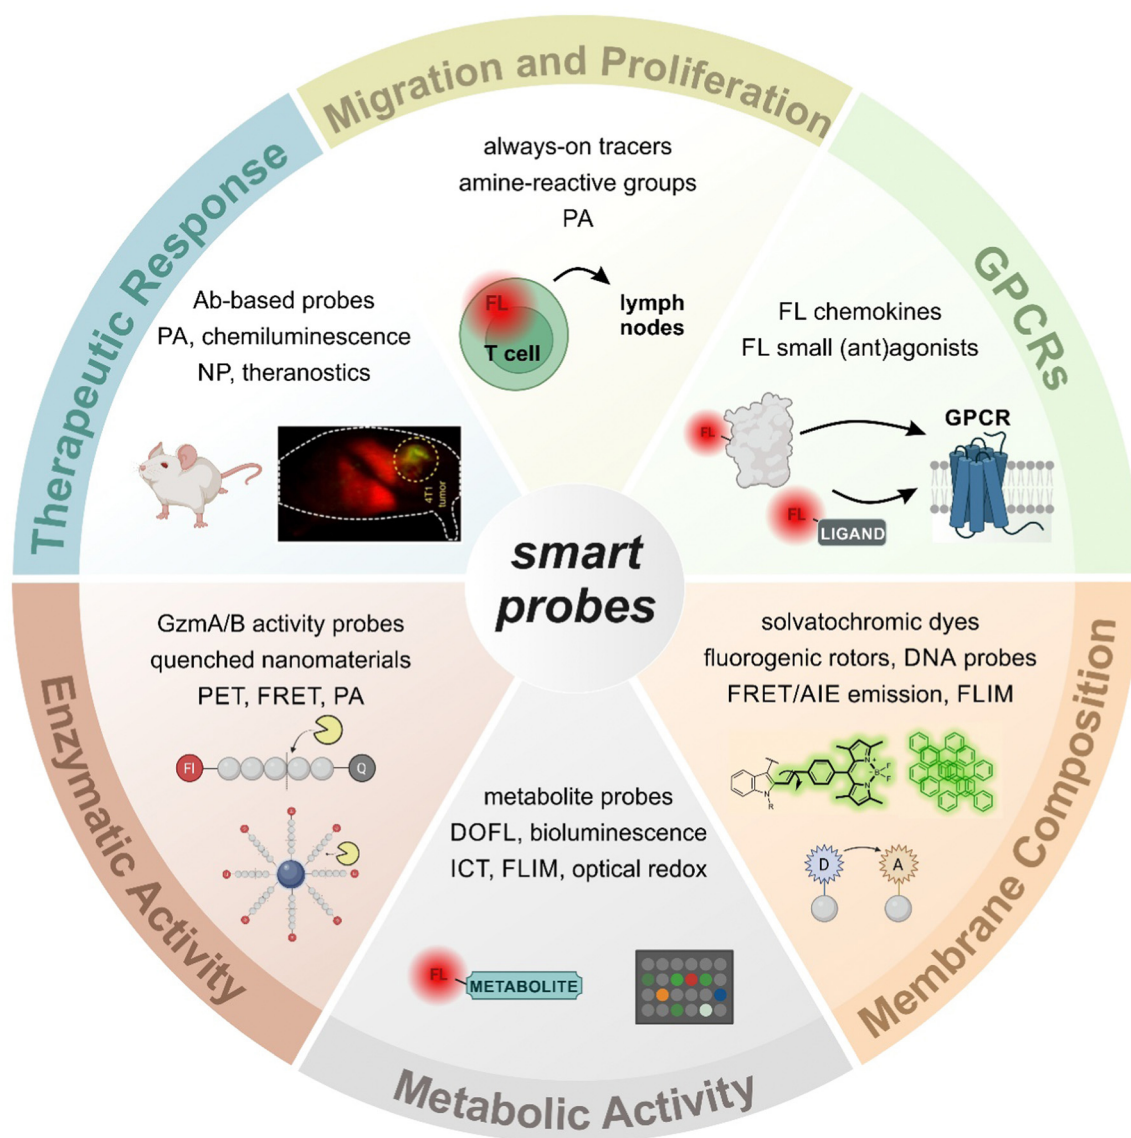 Migration and Proliferation
always-on tracers
amine-reactive groups
PA
FL
T cell
lymph
nodes
GPCRs
FL chemokines
FL small (ant)agonists
FL
GPCR
FL
LIGAND
Membrane Composition
solvatochromic dyes
fluorogenic rotors, DNA probes
FRET/AIE emission, FLIM
N
R
N
+
B
-
F
F
N
D
A
Metabolic Activity
metabolite probes
DOFL, bioluminescence
ICT, FLIM, optical redox
FL
METABOLITE
Enzymatic Activity
GzmA/B activity probes
quenched nanomaterials
PET, FRET, PA
Fl
Q
Therapeutic Response
Ab-based probes
PA, chemiluminescence
NP, theranostics
4T1
tumor
smart
probes